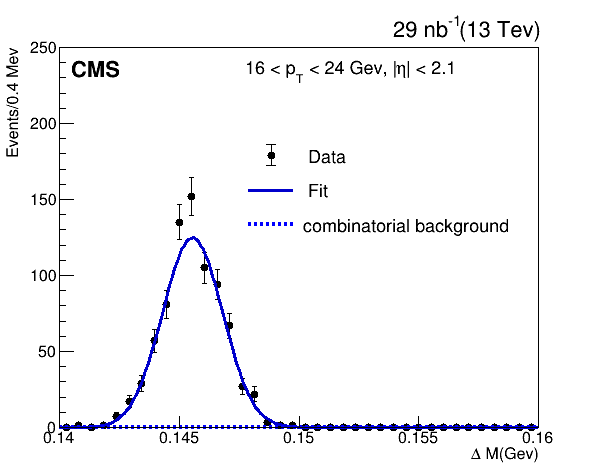 29 nb-1(13 Tev)
Events/0.4 Mev
250
200
150
100
50
0
CMS
16 < pT < 24 Gev, |η| < 2.1
Data
Fit
combinatorial background
0.14 0.145 0.15 0.155 0.16
Δ M(Gev)